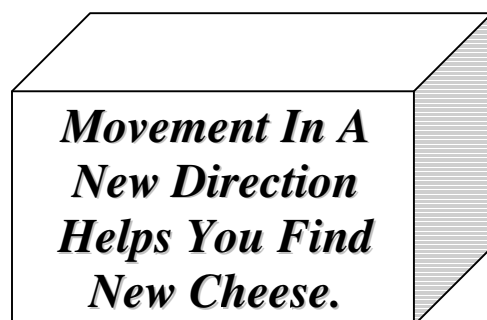 Movement In A
New Direction
Helps You Find
New Cheese.